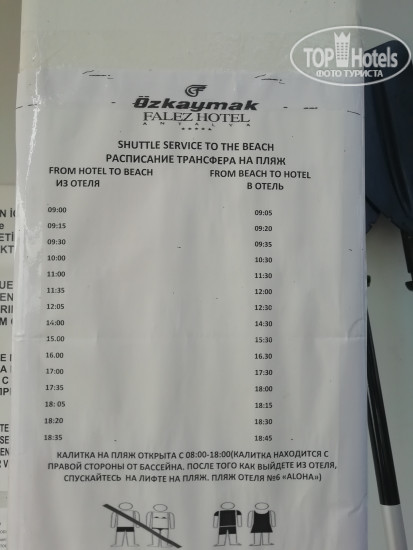 TOP Hotels
ФОТО ТУРИСТА
Özkaymak
FALEZ HOTEL
ANTALYA
SHUTTLE SERVICE TO THE BEACH
РАСПИСАНИЕ ТРАНСФЕРА НА ПЛЯЖ
FROM HOTEL TO BEACH FROM BEACH TO HOTEL
ИЗ ОТЕЛЯ В ОТЕЛЬ
09:00 09:05
09:15 09:20
09:30 09:35
10:00 10:30
11:00 11:30
11:35 12:00
12:05 12:30
14:00 14:30
15.00 15:30
16.00 16.30
17:00 17:30
17:35 18:00
18: 05 18:15
18:20 18:30
18:35 18:45
КАЛИТКА НА ПЛЯЖ ОТКРЫТА С 08:00-18:00(КАЛИТКА НАХОДИТСЯ С
ПРАВОЙ СТОРОНЫ ОТ БАССЕЙНА. ПОСЛЕ ТОГО КАК ВЫЙДЕТЕ ИЗ ОТЕЛЯ,
СПУСКАЙТЕСЬ НА ЛИФТЕ НА ПЛЯЖ. ПЛЯЖ ОТЕЛЯ №6 «ALOHA»)